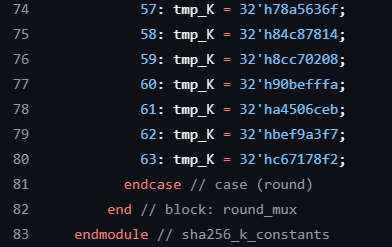 74 57: tmp_K = 32'h78a5636f;
75 58: tmp_K = 32'h84c87814;
76 59: tmp_K = 32'h8cc70208;
77 60: tmp_K = 32'h90befffa;
78 61: tmp_K = 32'ha4506ceb;
79 62: tmp_K = 32'hbef9a3f7;
80 63: tmp_K = 32'hc67178f2;
81 endcase // case (round)
82 end // block: round_mux
83 endmodule // sha256_k_constants